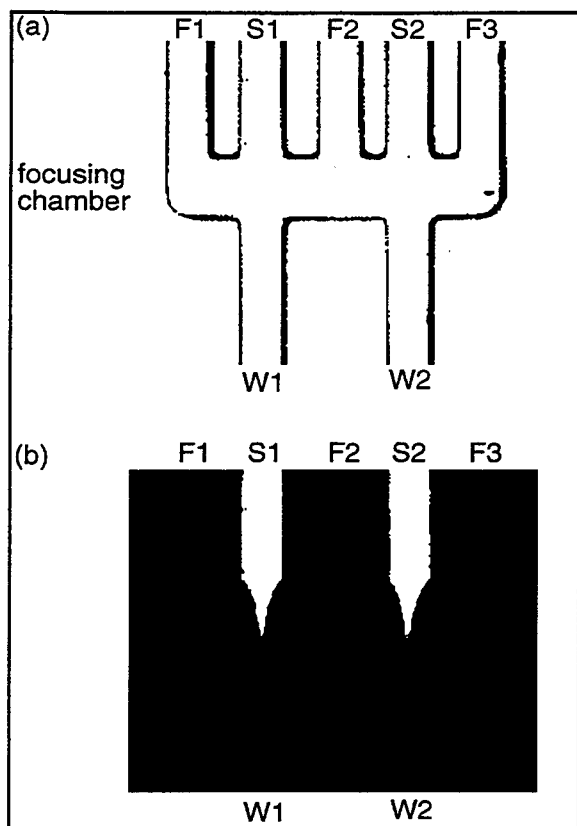 (a) F1 S1 F2 S2 F3
focusing
chamber
W1 W2
(b) F1 S1 F2 S2 F3
W1 W2